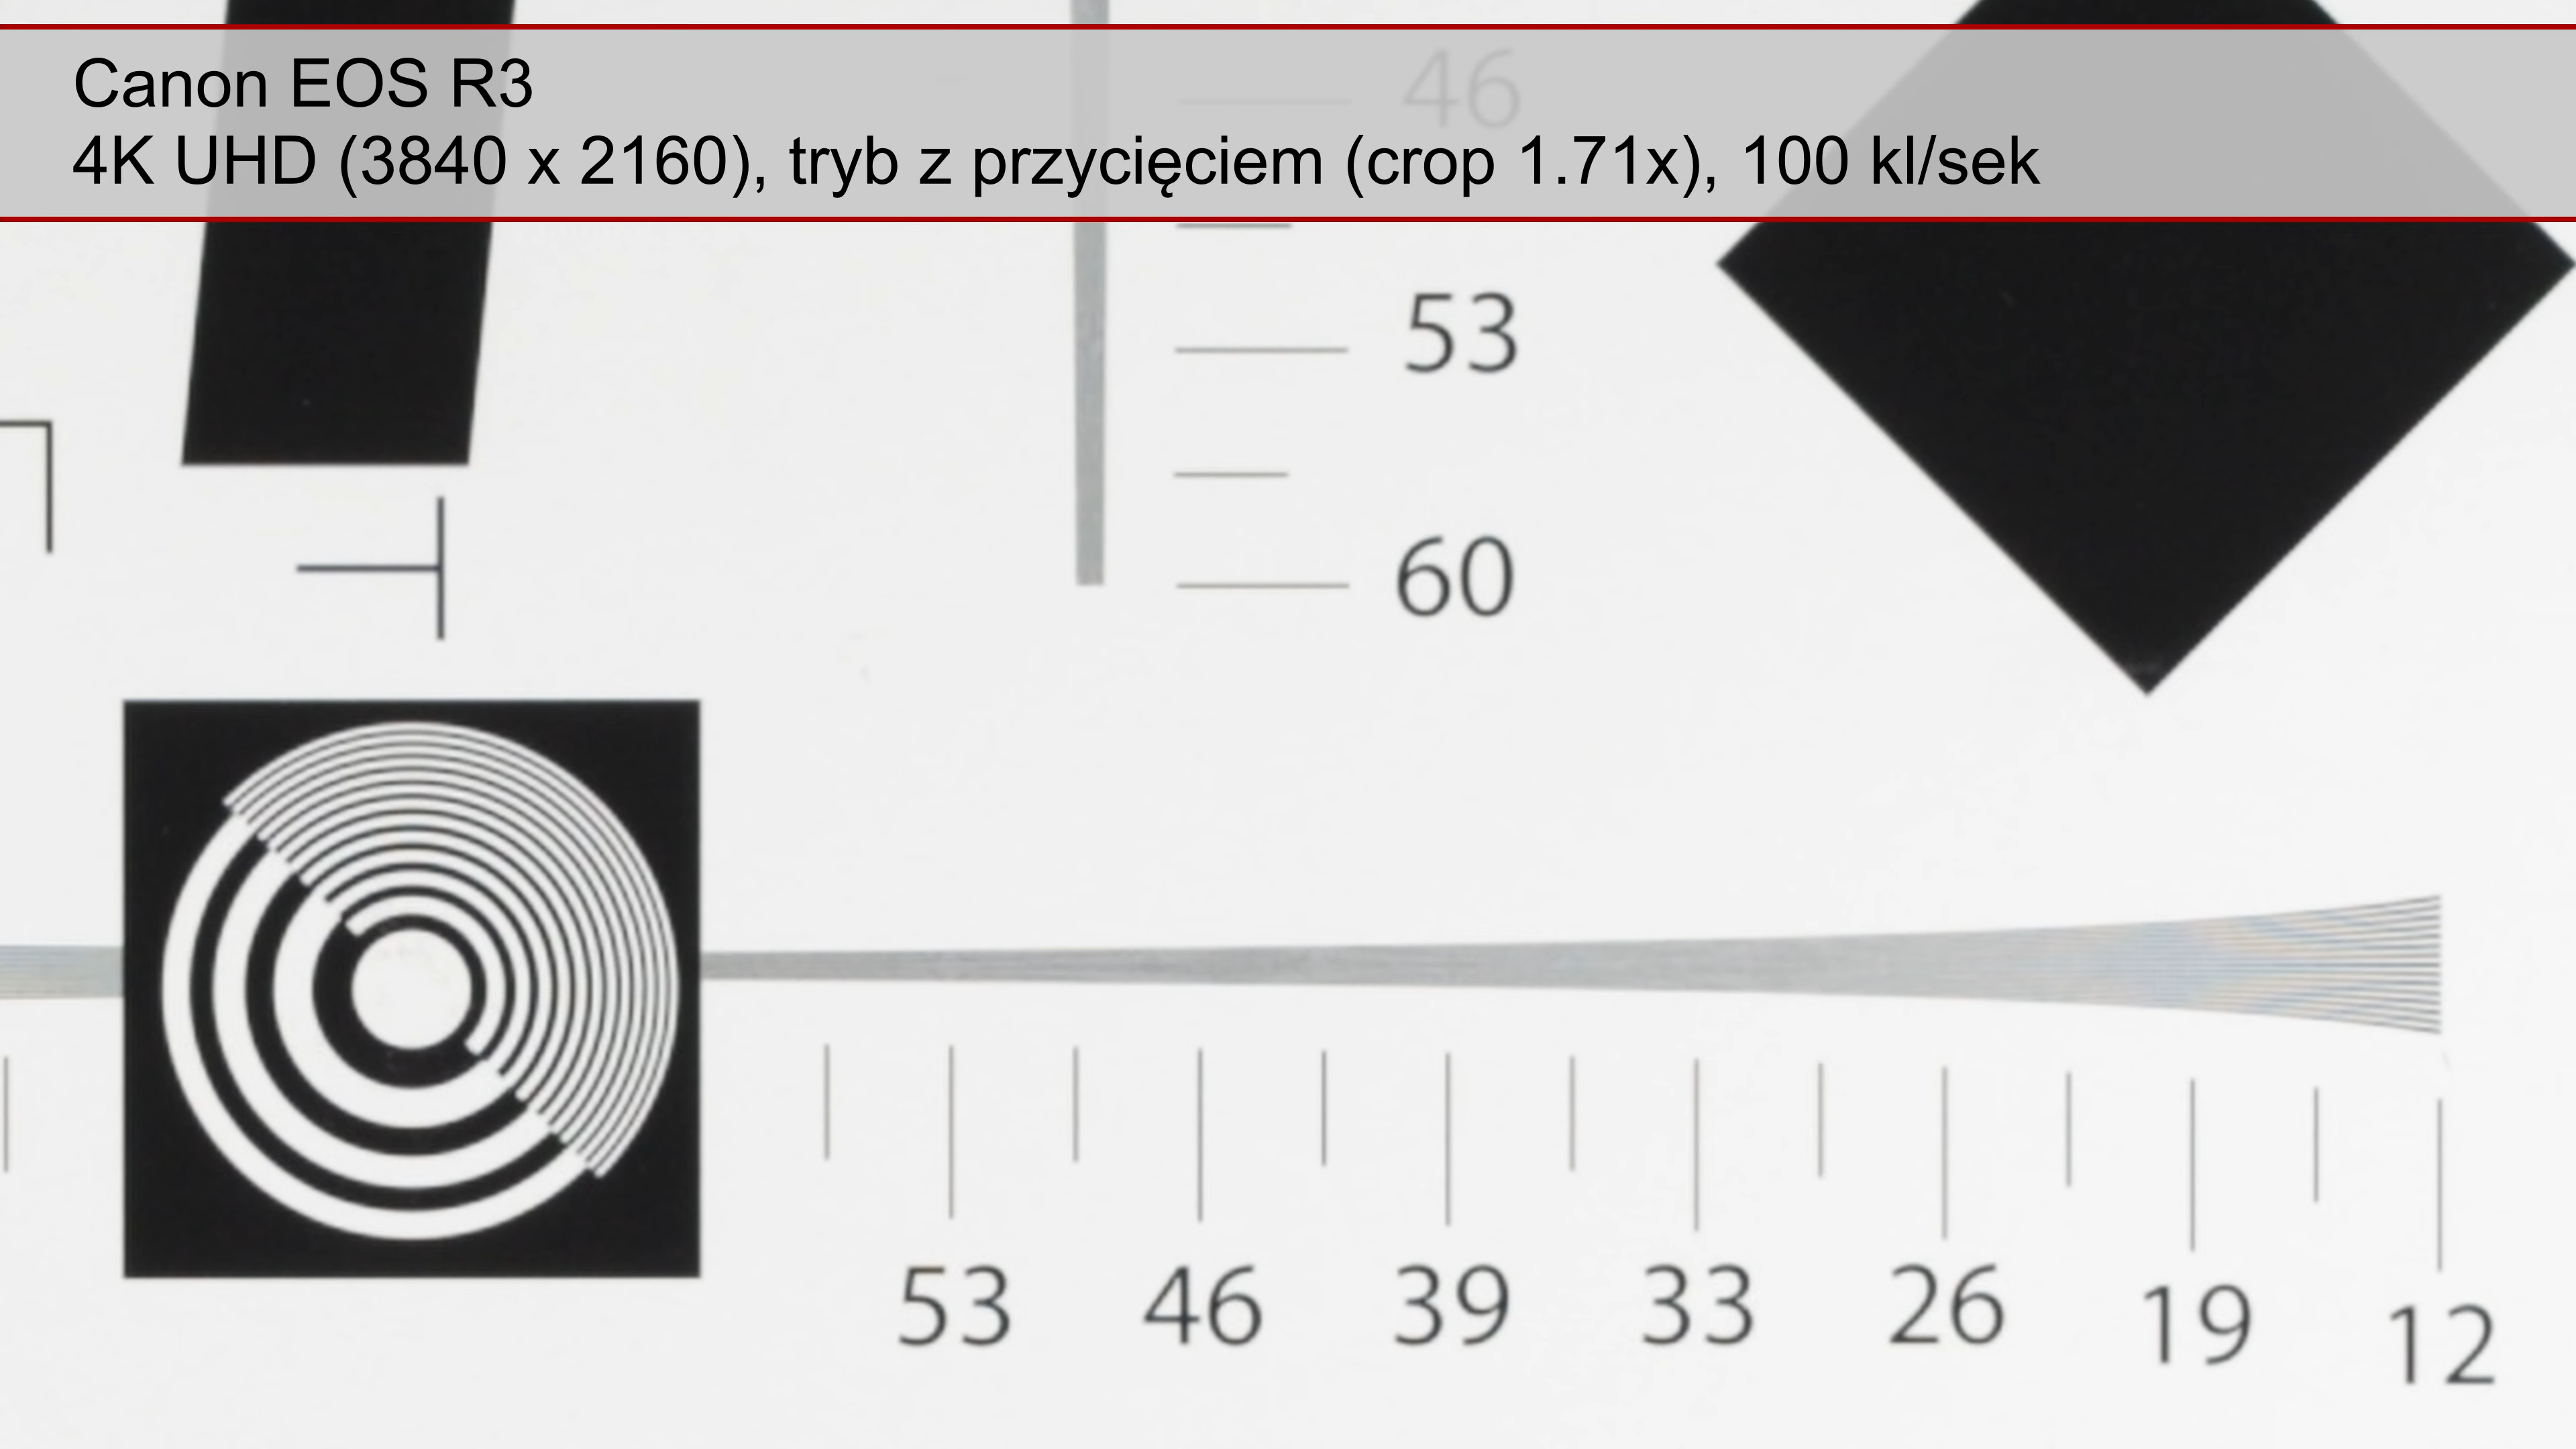 Canon EOS R3
4K UHD (3840 x 2160), tryb z przycięciem (crop 1.71x), 100 kl/sek
46
53
60
53 46 39 33 26 19 12